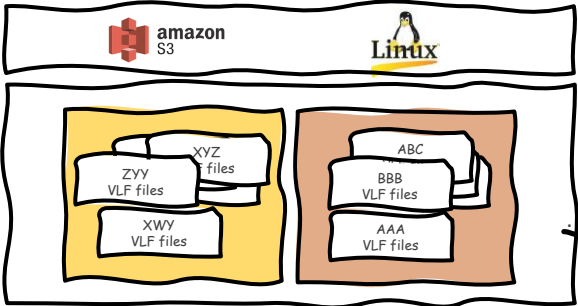 amazon
S3
Linux
XYZ
files
ZYY
VLF files
XWY
VLF files
ABC
BBB
VLF files
AAA
VLF files